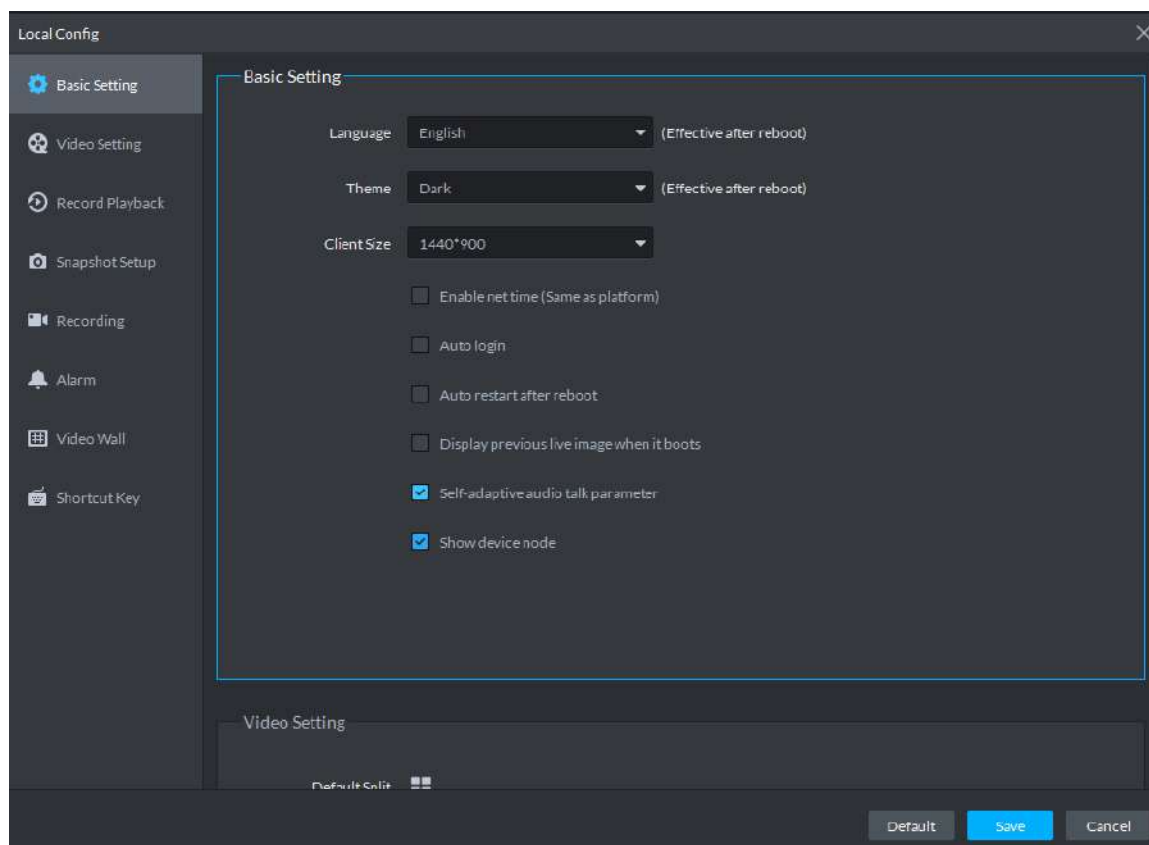 Local Config
Basic Setting
Video Setting
Record Playback
Snapshot Setup
Recording
Alarm
Video Wall
Shortcut Key
Basic Setting
Language English (Effective after reboot)
Theme Dark (Effective after reboot)
Client Size 1440*900
Enable net time (Same as platform)
Auto login
Auto restart after reboot
Display previous live image when it boots
Self-adaptive audio talk parameter
Show device node
Video Setting
Default Split
Default Save Cancel